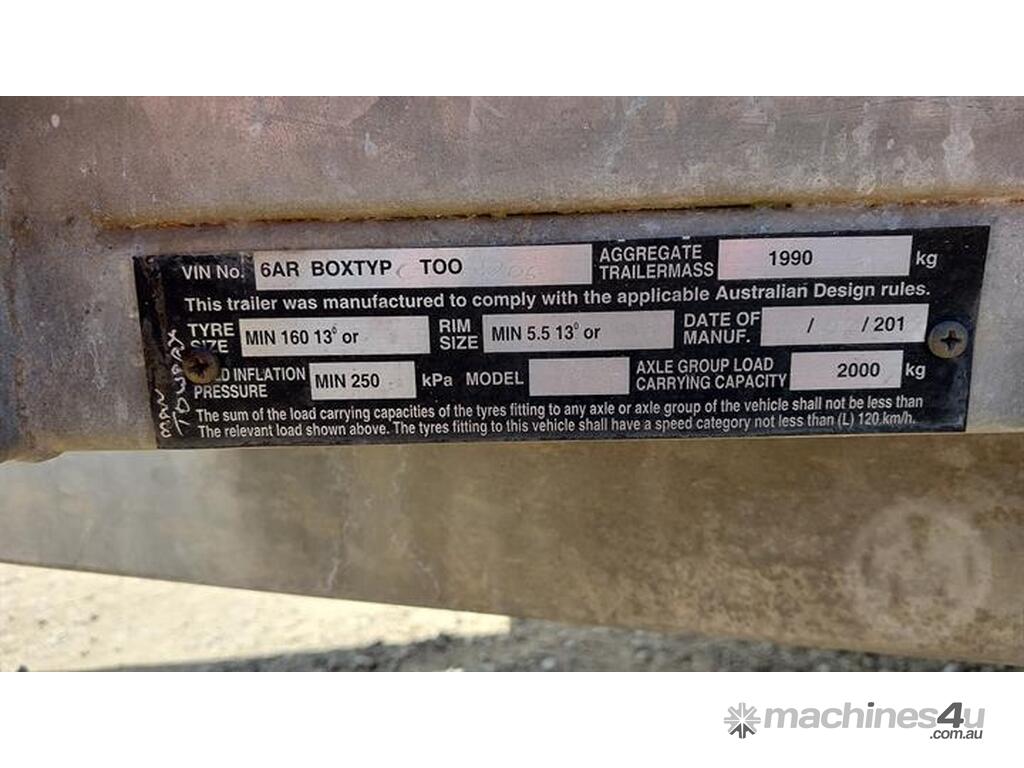 VIN No. 6AR BOXTYP TOO AGGREGATE TRAILERMASS 1990 kg
This trailer was manufactured to comply with the applicable Australian Design rules.
TYRE SIZE MIN 160 13° or RIM SIZE MIN 5.5 13° or DATE OF MANUF. / /201
INFLATION PRESSURE MIN 250 kPa MODEL AXLE GROUP LOAD CARRYING CAPACITY 2000 kg
The sum of the load carrying capacities of the tyres fitting to any axle or axle group of the vehicle shall not be less than
The relevant load shown above. The tyres fitting to this vehicle shall have a speed category not less than (L) 120 km/h.
machines4u
.com.au